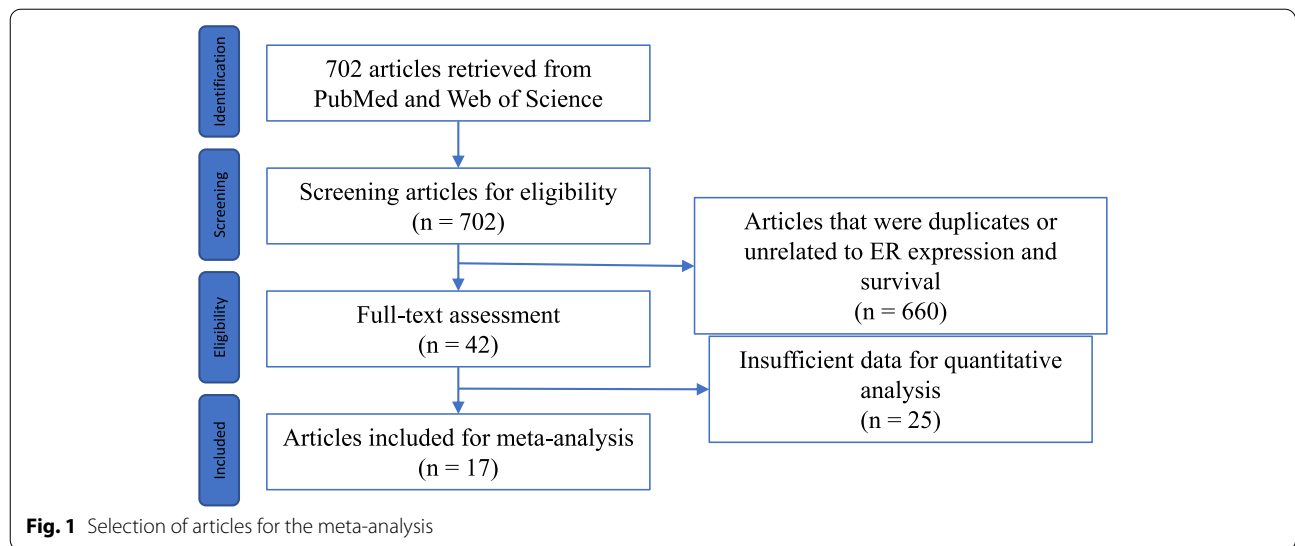 Identification
702 articles retrieved from
PubMed and Web of Science
Screening
Screening articles for eligibility
(n = 702)
Articles that were duplicates or
unrelated to ER expression and
survival
(n = 660)
Eligibility
Full-text assessment
(n = 42)
Insufficient data for quantitative
analysis
(n = 25)
Included
Articles included for meta-analysis
(n = 17)
Fig. 1 Selection of articles for the meta-analysis